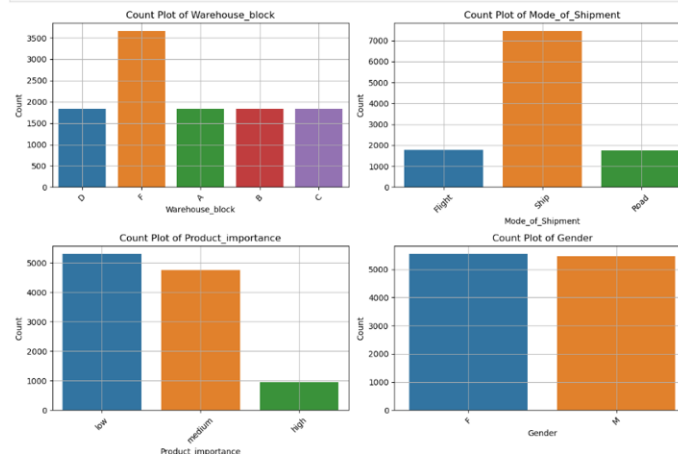 Count Plot of Warehouse_block
3500
3000
2500
2000
1500
1000
500
0
Count
D
F
A
B
C
Warehouse_block
Count Plot of Mode_of_Shipment
7000
6000
5000
4000
3000
2000
1000
0
Count
Flight
Ship
Road
Mode_of_Shipment
Count Plot of Product_importance
5000
4000
3000
2000
1000
0
Count
low
medium
high
Product_importance
Count Plot of Gender
5000
4000
3000
2000
1000
0
Count
F
M
Gender